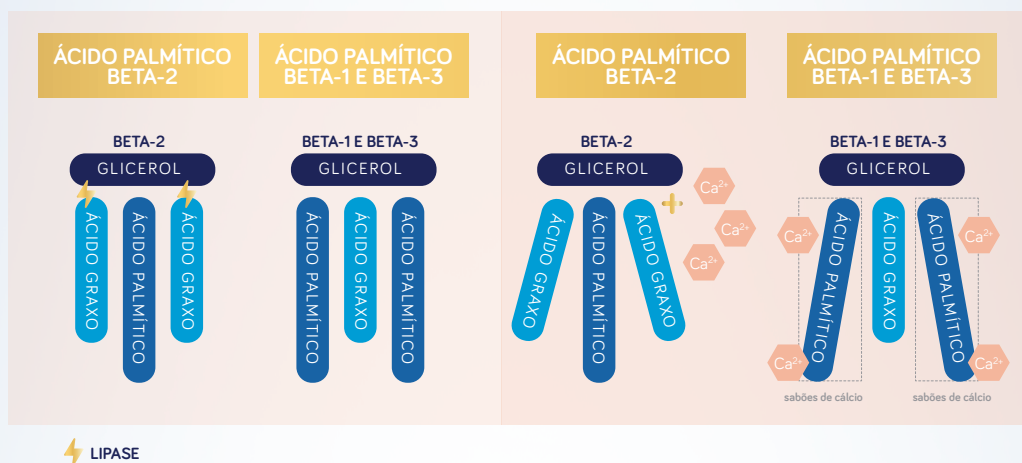 ÁCIDO PALMÍTICO
BETA-2
ÁCIDO PALMÍTICO
BETA-1 E BETA-3
ÁCIDO PALMÍTICO
BETA-2
ÁCIDO PALMÍTICO
BETA-1 E BETA-3
BETA-2
GLICEROL
ÁCIDO GRAXO
ÁCIDO PALMÍTICO
ÁCIDO GRAXO
BETA-1 E BETA-3
GLICEROL
ÁCIDO PALMÍTICO
ÁCIDO GRAXO
ÁCIDO PALMÍTICO
BETA-2
GLICEROL
ÁCIDO GRAXO
ÁCIDO PALMÍTICO
ÁCIDO GRAXO
+
Ca²⁺
Ca²⁺
Ca²⁺
BETA-1 E BETA-3
GLICEROL
Ca²⁺
ÁCIDO PALMÍTICO
ÁCIDO GRAXO
ÁCIDO PALMÍTICO
Ca²⁺
Ca²⁺
Ca²⁺
sabões de cálcio
sabões de cálcio
LIPASE